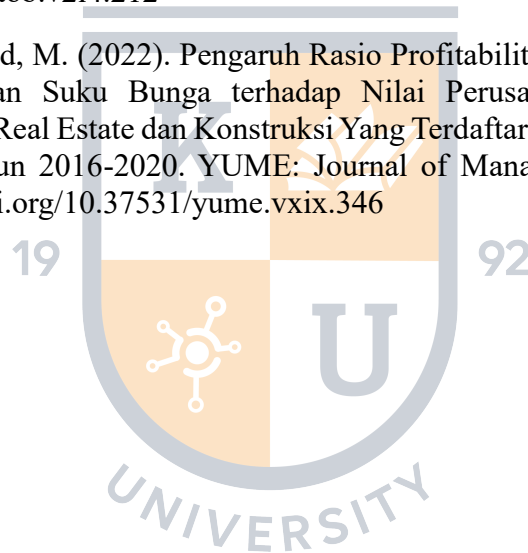 d, M. (2022). Pengaruh Rasio Profitabilit
an Suku Bunga terhadap Nilai Perusa
Real Estate dan Konstruksi Yang Terdaftar
un 2016-2020. YUME: Journal of Mana
i.org/10.37531/yume.vxix.346
K
19
92
U
UNIVERSITY